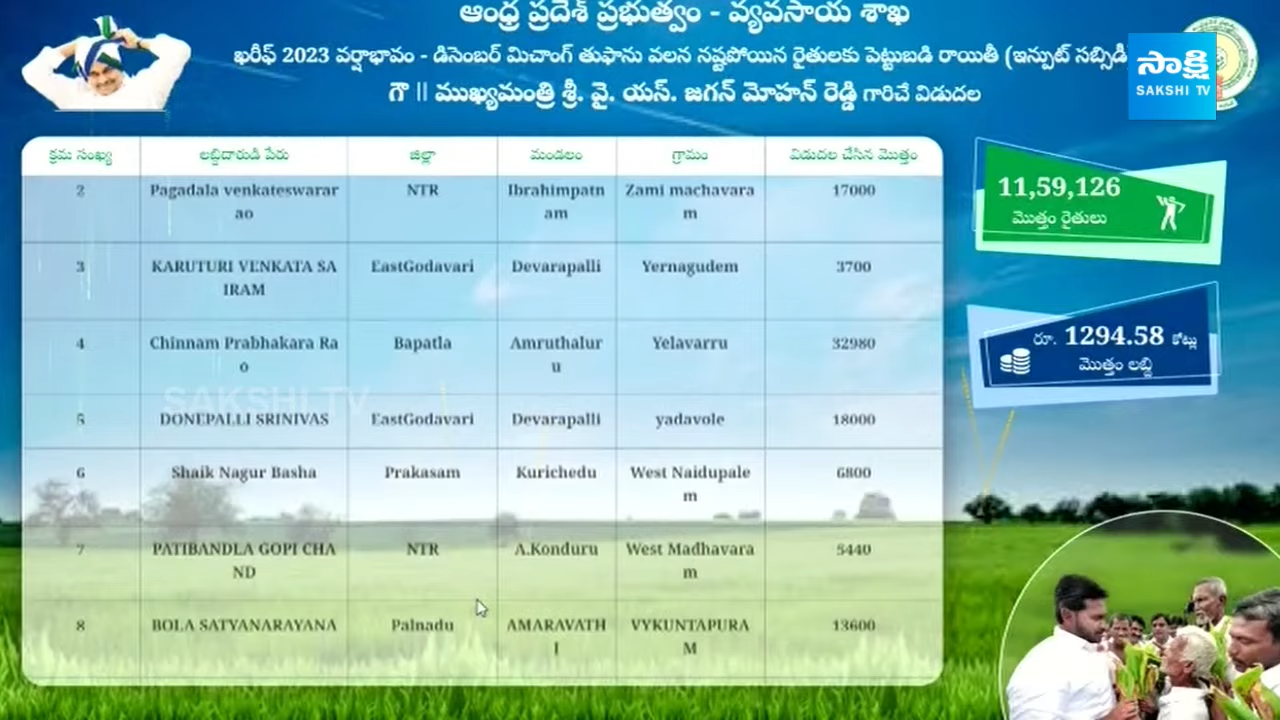 ఆంధ్ర ప్రదేశ్ ప్రభుత్వం - వ్యవసాయ శాఖ
ఖరీఫ్ 2023 వర్షాభావం - డిసెంబర్ మిచాంగ్ తుఫాను వలన నష్టపోయిన రైతులకు పెట్టుబడి రాయితీ (ఇన్పుట్ సబ్సిడీ)
గౌ || ముఖ్యమంత్రి శ్రీ. వై. యస్. జగన్ మోహన్ రెడ్డి గారిచే విడుదల
సాక్షి
SAKSHI TV
క్రమ సంఖ్య లబ్దిదారుడి పేరు జిల్లా మండలం గ్రామం విడుదల చేసిన మొత్తం
2 Pagadala venkateswarar NTR Ibrahimpatn Zami machavara 17000
ao am m
3 KARUTURI VENKATA SA EastGodavari Devarapalli Yernagudem 3700
IRAM
4 Chinnam Prabhakara Ra Bapatla Amruthalur Yelavarru 32980
o u
5 DONEPALLI SRINIVAS EastGodavari Devarapalli yadavole 18000
6 Shaik Nagur Basha Prakasam Kurichedu West Naidupale 6800
m
7 PATIBANDLA GOPI CHA NTR A.Konduru West Madhavara 5440
ND m
8 BOLA SATYANARAYANA Palnadu AMARAVATH VYKUNTAPURA 13600
I M
11,59,126
మొత్తం రైతులు
రూ. 1294.58 కోట్లు
మొత్తం లబ్ది
SAKSHI TV